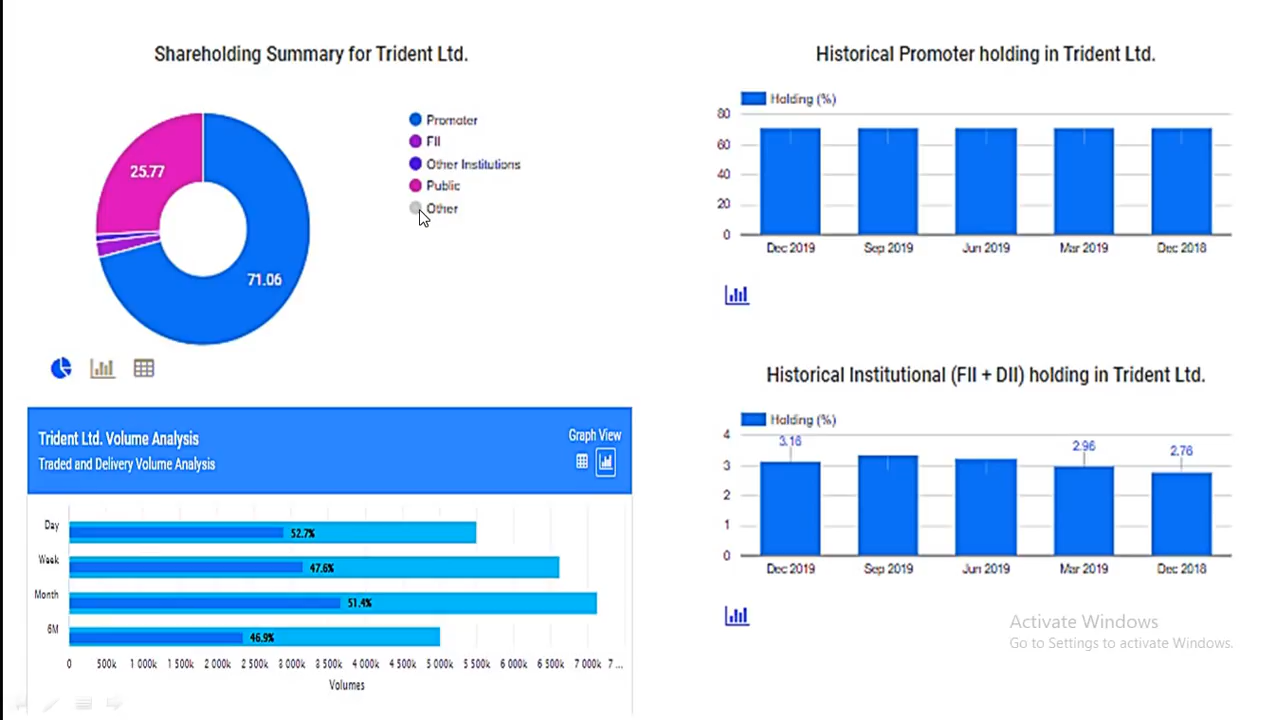 Shareholding Summary for Trident Ltd.
Promoter
FII
Other Institutions
Public
Other
25.77
71.06
Historical Promoter holding in Trident Ltd.
Holding (%)
80
60
40
20
0
Dec 2019 Sep 2019 Jun 2019 Mar 2019 Dec 2018
Historical Institutional (FII + DII) holding in Trident Ltd.
Holding (%)
4
3
2
1
0
3.16 2.96 2.76
Dec 2019 Sep 2019 Jun 2019 Mar 2019 Dec 2018
Trident Ltd. Volume Analysis
Traded and Delivery Volume Analysis
Graph View
Day 52.7%
Week 47.6%
Month 51.4%
6M 46.9%
0 500k 1 000k 1 500k 2 000k 2 500k 3 000k 3 500k 4 000k 4 500k 5 000k 5 500k 6 000k 6 500k 7 000k 7 ...
Volumes
Activate Windows
Go to Settings to activate Windows.